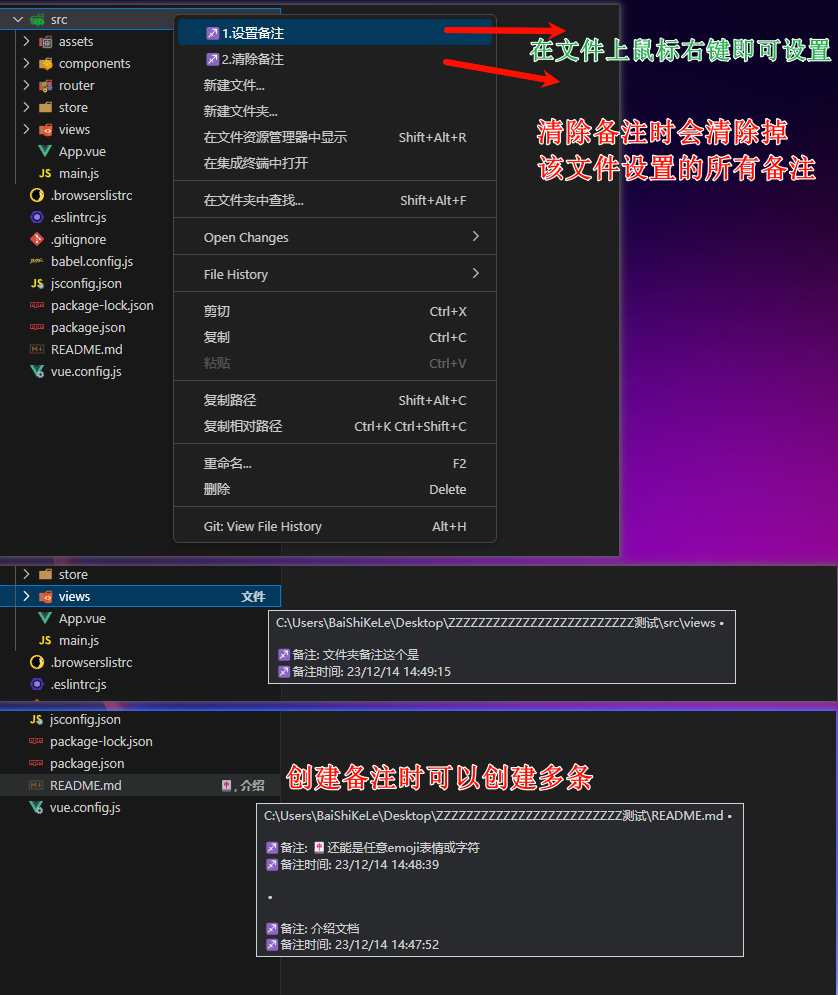 src
assets
components
router
store
views
App.vue
main.js
.browserslistrc
.eslintrc.js
.gitignore
babel.config.js
jsconfig.json
package-lock.json
package.json
README.md
vue.config.js
1.设置备注
2.清除备注
新建文件...
新建文件夹...
在文件资源管理器中显示 Shift+Alt+R
在集成终端中打开
在文件夹中查找... Shift+Alt+F
Open Changes
File History
剪切 Ctrl+X
复制 Ctrl+C
粘贴 Ctrl+V
复制路径 Shift+Alt+C
复制相对路径 Ctrl+K Ctrl+Shift+C
重命名... F2
删除 Delete
Git: View File History Alt+H
在文件上鼠标右键即可设置
清除备注时会清除掉
该文件设置的所有备注
store
views 文件
App.vue
main.js
.browserslistrc
.eslintrc.js
C:\Users\BaiShiKeLe\Desktop\ZZZZZZZZZZZZZZZZZZZZZZZZZ测试\src\views •
备注: 文件夹备注这个是
备注时间: 23/12/14 14:49:15
jsconfig.json
package-lock.json
package.json
README.md 🀄, 介绍
vue.config.js
创建备注时可以创建多条
C:\Users\BaiShiKeLe\Desktop\ZZZZZZZZZZZZZZZZZZZZZZZZZ测试\README.md •
备注: 🀄还能是任意emoji表情或字符
备注时间: 23/12/14 14:48:39
•
备注: 介绍文档
备注时间: 23/12/14 14:47:52